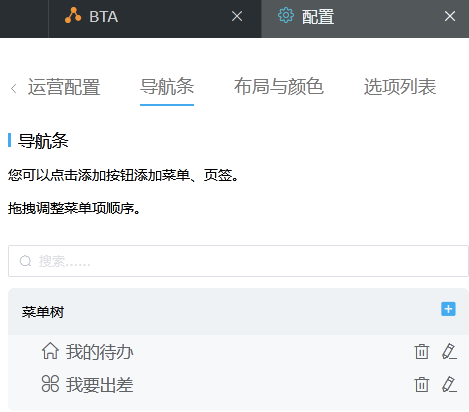 BTA
配置
运营配置 导航条 布局与颜色 选项列表
导航条
您可以点击添加按钮添加菜单、页签。
拖拽调整菜单项顺序。
搜索......
菜单树
我的待办
我要出差